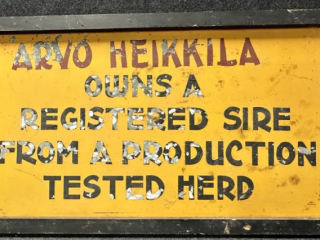 ARVO HEIKKILA
OWNS A
REGISTERED SIRE
FROM A PRODUCTION
TESTED HERD